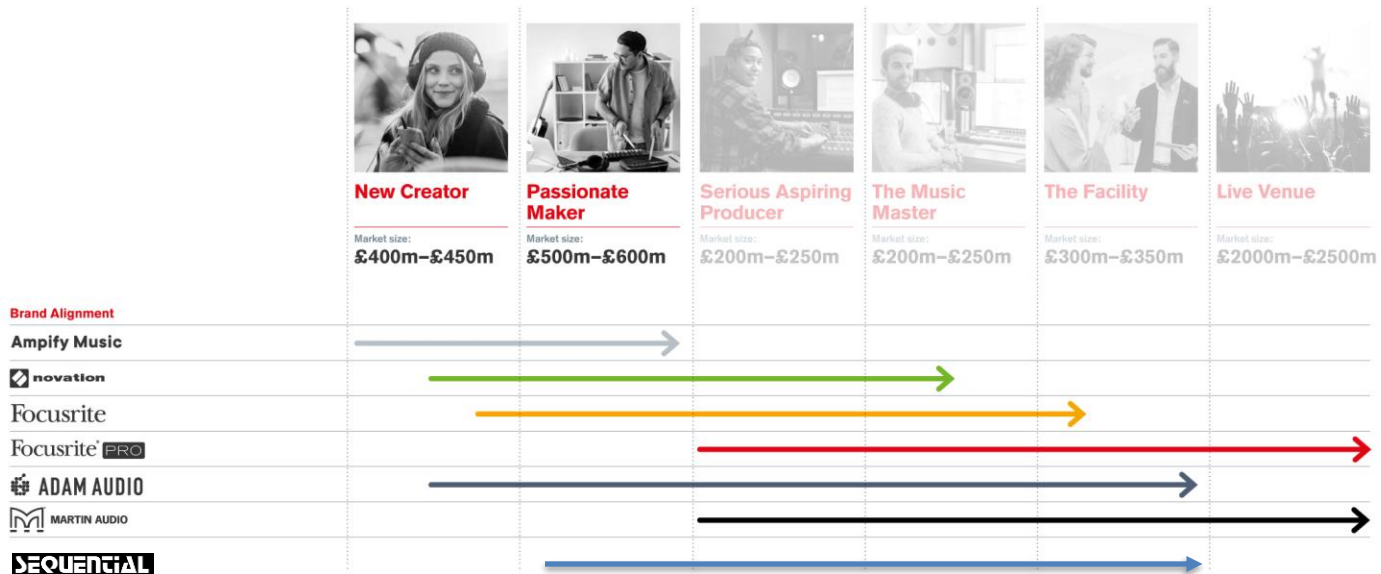 New Creator
Passionate
Maker
Serious Aspiring
Producer
The Music
Master
The Facility
Live Venue
Market size:
£400m–£450m
Market size:
£500m–£600m
Market size:
£200m–£250m
Market size:
£200m–£250m
Market size:
£300m–£350m
Market size:
£2000m–£2500m
Brand Alignment
Ampify Music
novation
Focusrite
Focusrite® PRO
ADAM AUDIO
MARTIN AUDIO
SEQUENTIAL